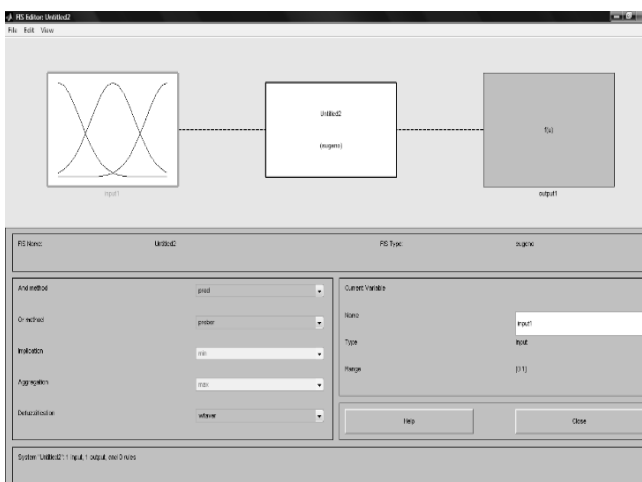 FIS Editor: Untitled2
File Edit View
Untitled2
(sugeno)
f(u)
input1
output1
FIS Name: Untitled2 FIS Type: sugeno
And method prod
Or method probor
Implication min
Aggregation max
Defuzzification wtaver
Current Variable
Name input1
Type input
Range [0 1]
Help Close
System "Untitled2": 1 input, 1 output, and 0 rules